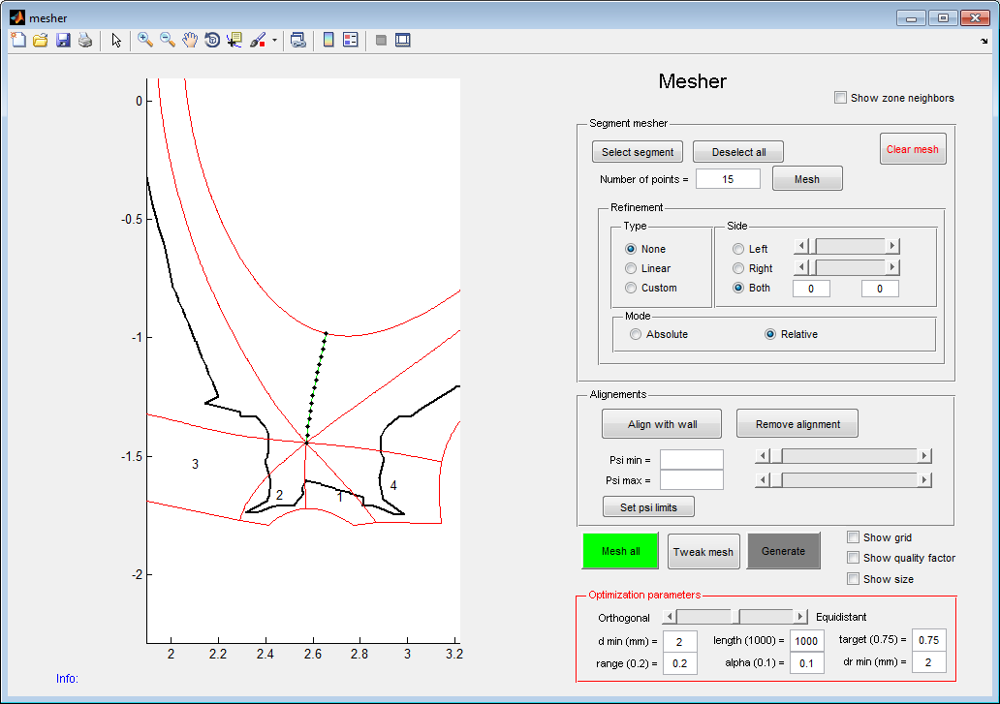 mesher
Mesher
Show zone neighbors
Segment mesher
Select segment Deselect all Clear mesh
Number of points = 15 Mesh
Refinement
Type Side
None Left
Linear Right
Custom Both 0 0
Mode
Absolute Relative
Alignements
Align with wall Remove alignment
Psi min =
Psi max =
Set psi limits
Mesh all Tweak mesh Generate
Show grid
Show quality factor
Show size
Optimization parameters
Orthogonal Equidistant
d min (mm) = 2 length (1000) = 1000 target (0.75) = 0.75
range (0.2) = 0.2 alpha (0.1) = 0.1 dr min (mm) = 2
0
-0.5
-1
-1.5
-2
3 2 1 4
2 2.2 2.4 2.6 2.8 3 3.2
Info: